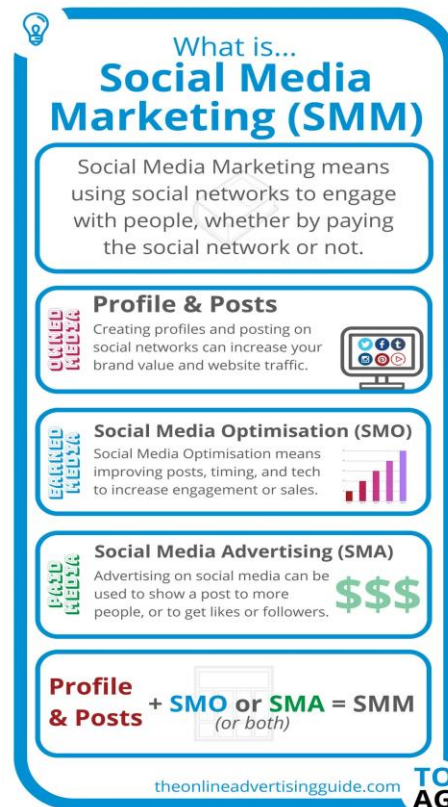 What is...
Social Media
Marketing (SMM)
Social Media Marketing means
using social networks to engage
with people, whether by paying
the social network or not.
OWNED
MEDIA
Profile & Posts
Creating profiles and posting on
social networks can increase your
brand value and website traffic.
EARNED
MEDIA
Social Media Optimisation (SMO)
Social Media Optimisation means
improving posts, timing, and tech
to increase engagement or sales.
PAID
MEDIA
Social Media Advertising (SMA)
Advertising on social media can be
used to show a post to more
people, or to get likes or followers.
$$$
Profile
& Posts + SMO or SMA = SMM
(or both)
theonlineadvertisingguide.com
TO
AG